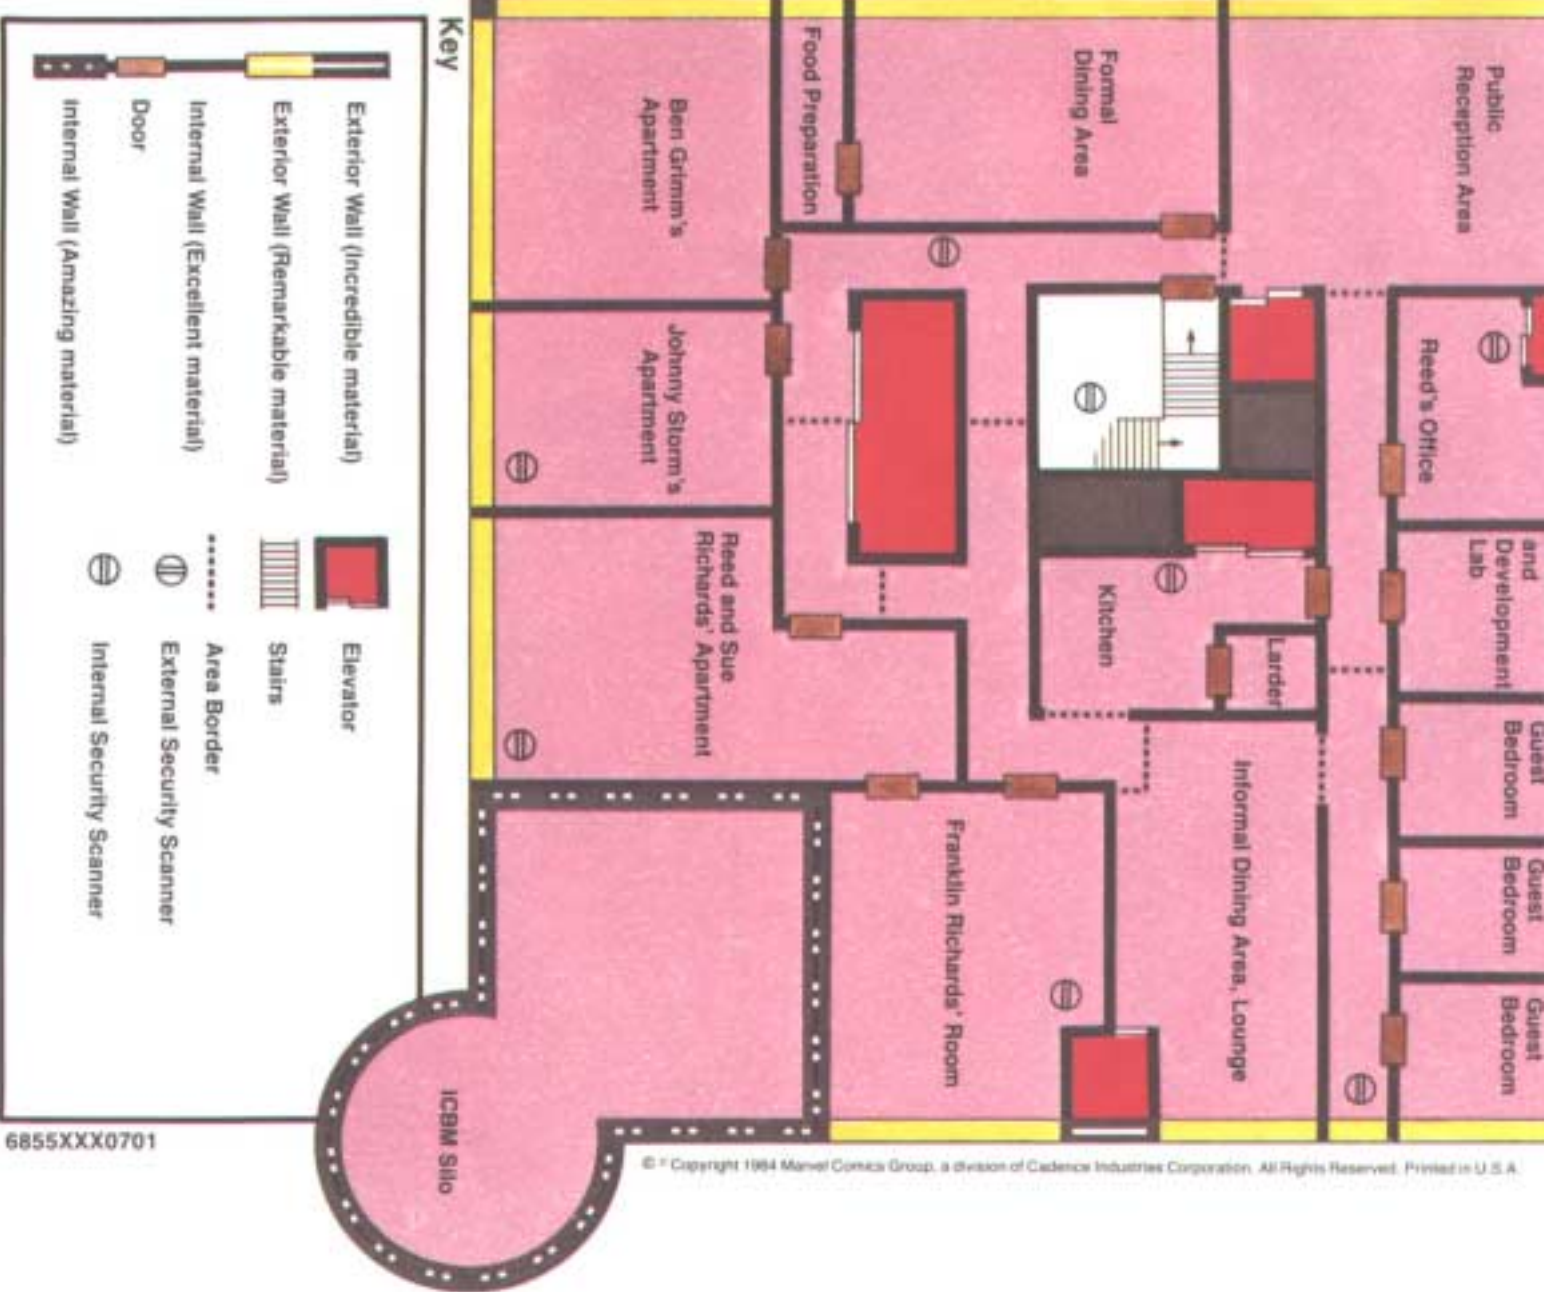 Public
Reception Area
Formal
Dining Area
Food Preparation
Ben Grimm's
Apartment
Reed's Office
Johnny Storm's
Apartment
and
Development
Lab
Kitchen
Larder
Reed and Sue
Richards' Apartment
Guest
Bedroom
Guest
Bedroom
Guest
Bedroom
Informal Dining Area, Lounge
Franklin Richards' Room
ICBM Silo
Key
Exterior Wall (Incredible material)
Exterior Wall (Remarkable material)
Internal Wall (Excellent material)
Door
Internal Wall (Amazing material)
Elevator
Stairs
Area Border
External Security Scanner
Internal Security Scanner
6855XXX0701
Copyright 1984 Marvel Comics Group, a division of Cadence Industries Corporation. All Rights Reserved. Printed in U.S.A.